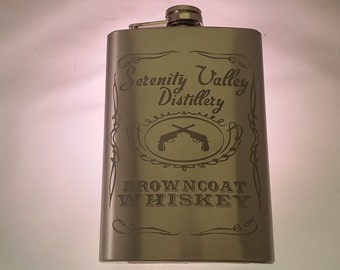 Serenity Valley
Distillery
BROWNCOAT
WHISKEY